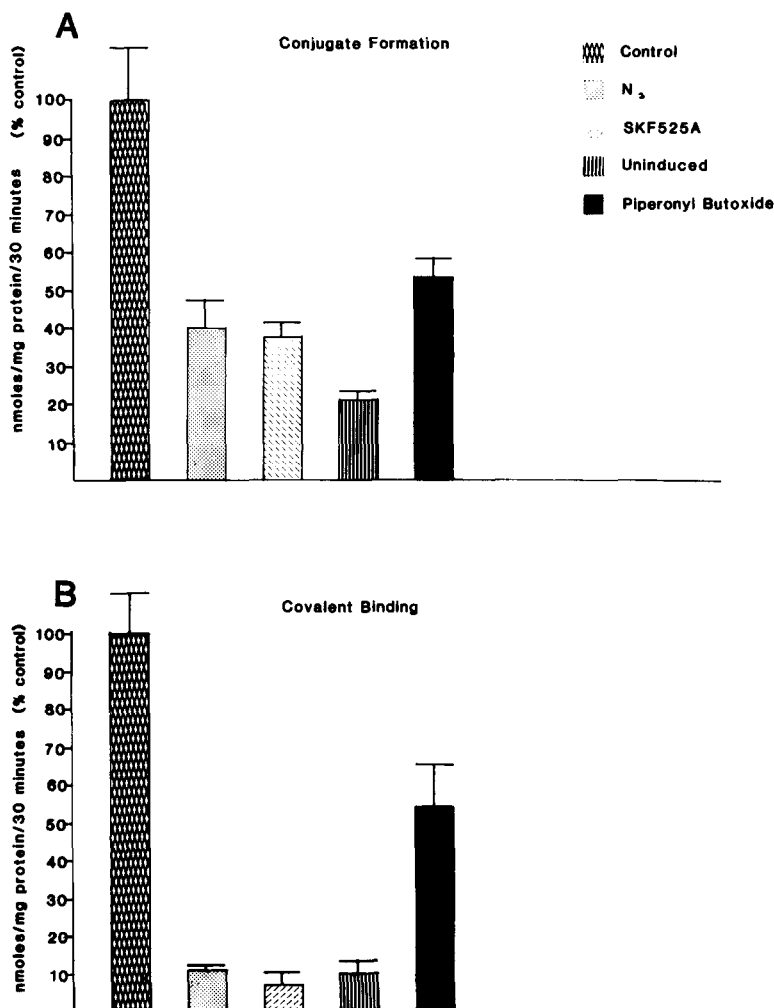 A
Conjugate Formation
Control
N₂
SKF525A
Uninduced
Piperonyl Butoxide
nmoles/mg protein/30 minutes (% control)
100
90
80
70
60
50
40
30
20
10
B
Covalent Binding
nmoles/mg protein/30 minutes (% control)
100
90
80
70
60
50
40
30
20
10